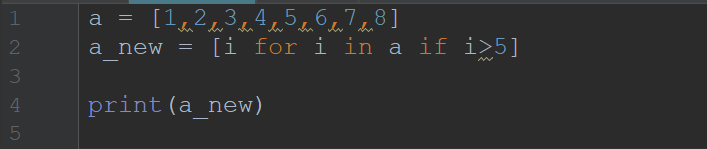 1 a = [1,2,3,4,5,6,7,8]
2 a_new = [i for i in a if i>5]
3
4 print(a_new)
5